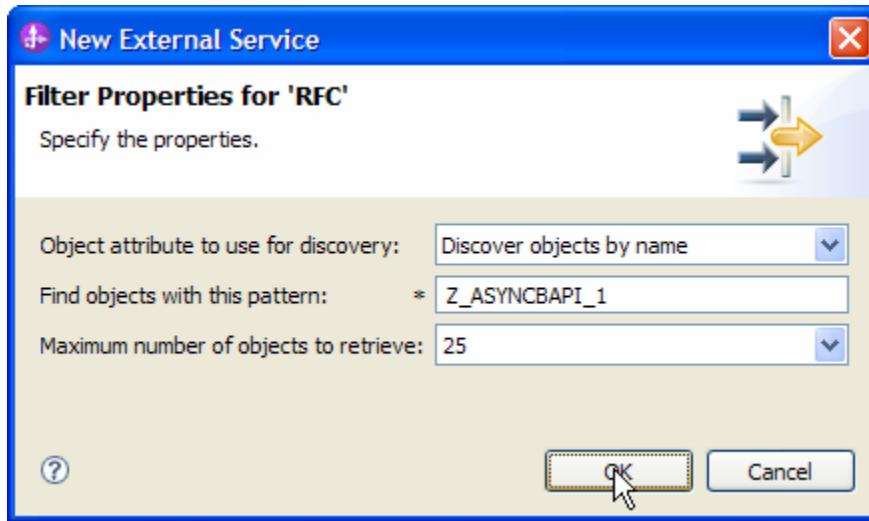 New External Service
Filter Properties for 'RFC'
Specify the properties.
Object attribute to use for discovery: Discover objects by name
Find objects with this pattern: * Z_ASYNCBAPI_1
Maximum number of objects to retrieve: 25
? OK Cancel